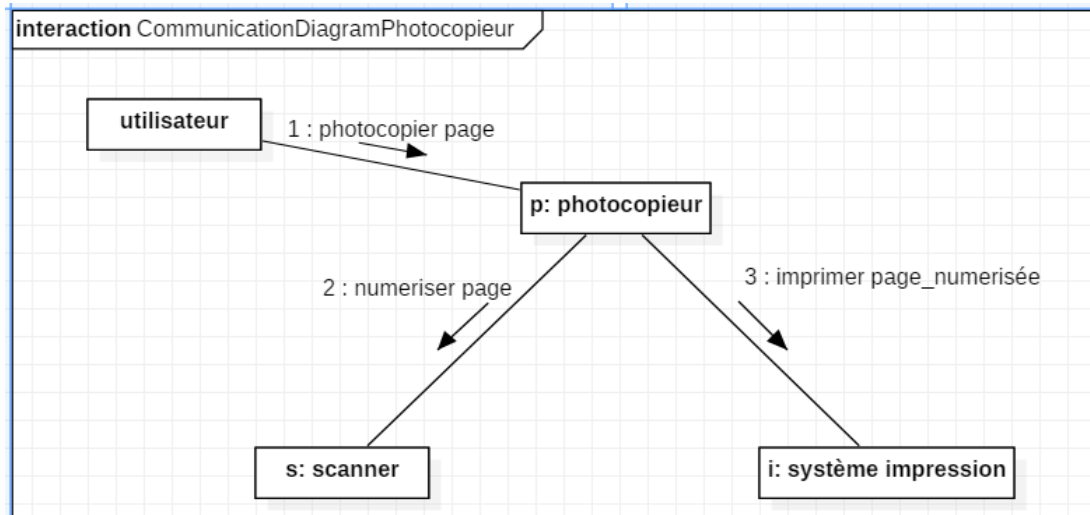 interaction CommunicationDiagramPhotocopieur
utilisateur
1 : photocopier page
p: photocopieur
2 : numeriser page
3 : imprimer page_numerisée
s: scanner
i: système impression